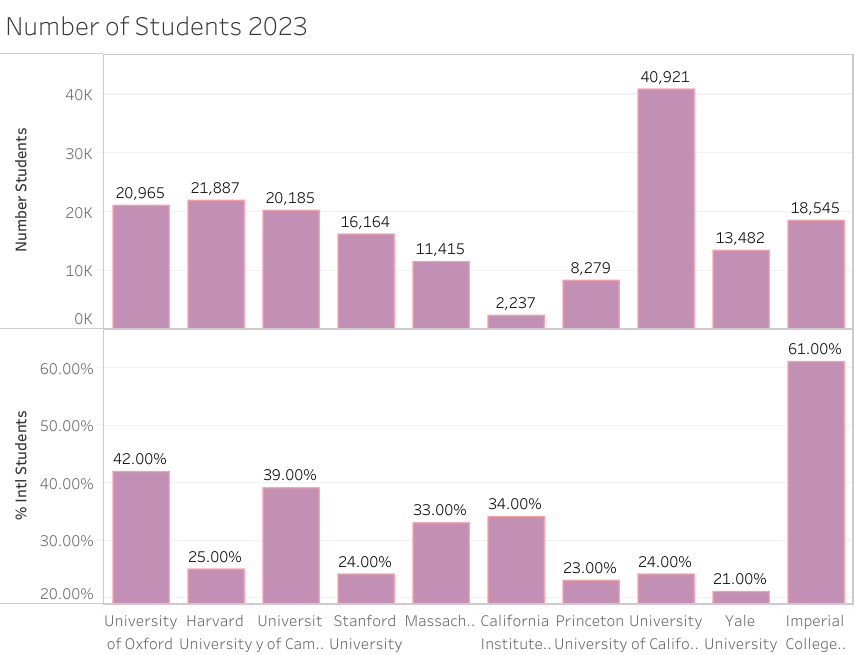 Number of Students 2023
Number Students
40K
30K
20K
10K
0K
20,965
21,887
20,185
16,164
11,415
2,237
8,279
40,921
13,482
18,545
% Intl Students
60.00%
50.00%
40.00%
30.00%
20.00%
42.00%
25.00%
39.00%
24.00%
33.00%
34.00%
23.00%
24.00%
21.00%
61.00%
University
of Oxford
Harvard
University
Universit
y of Cam..
Stanford
University
Massach..
California
Institute..
Princeton
University
University
of Califo..
Yale
University
Imperial
College..